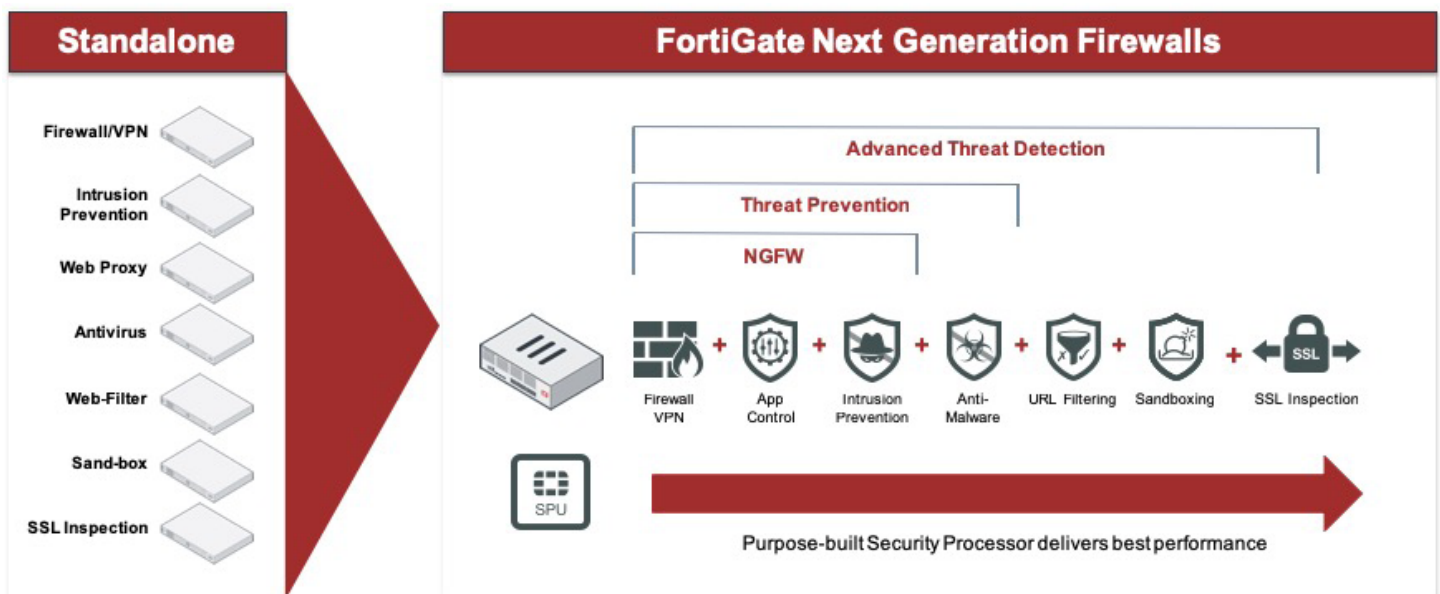 Standalone
FortiGate Next Generation Firewalls
Firewall/VPN
Intrusion
Prevention
Web Proxy
Antivirus
Web-Filter
Sand-box
SSL Inspection
Advanced Threat Detection
Threat Prevention
NGFW
SSL
Firewall
VPN
App
Control
Intrusion
Prevention
Anti-
Malware
URL Filtering
Sandboxing
SSL Inspection
SPU
Purpose-built Security Processor delivers best performance